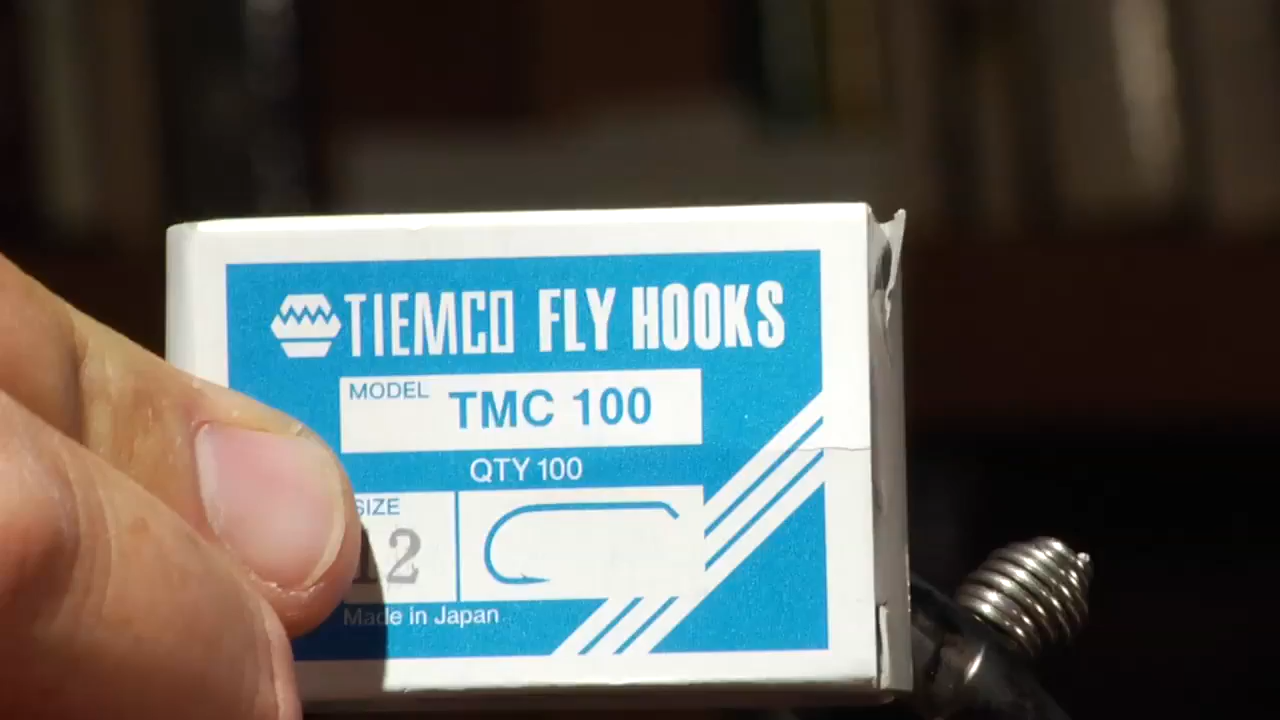 TIEMCO FLY HOOKS
MODEL TMC 100
QTY 100
SIZE
12
Made in Japan